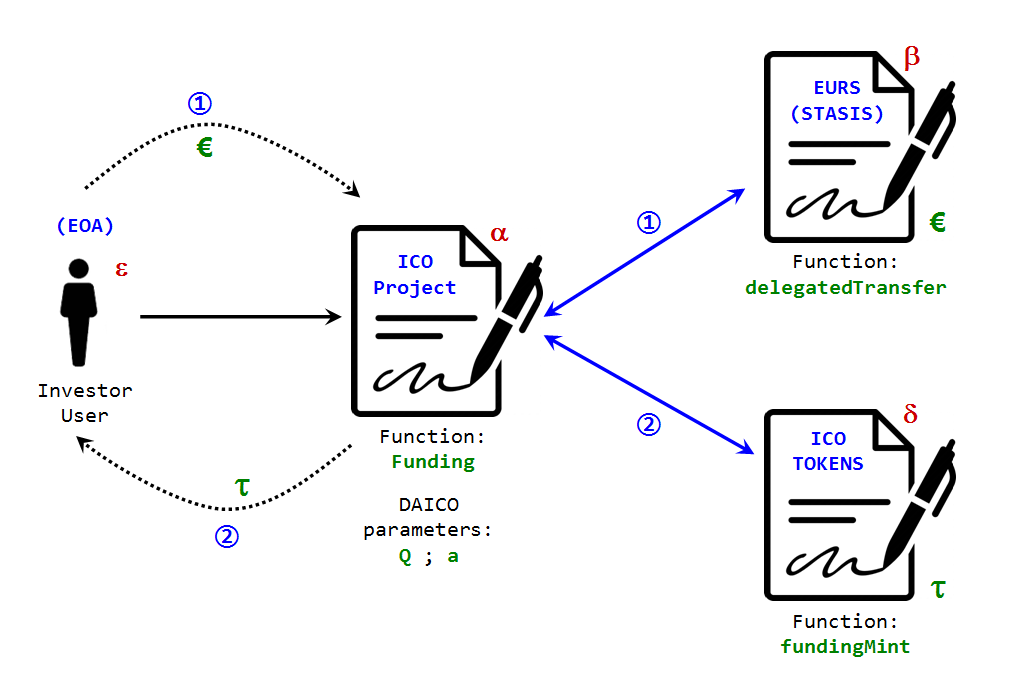 ①
€
(EOA)
ε
Investor
User
τ
②
α
ICO
Project
Function:
Funding
DAICO
parameters:
Q ; a
①
②
β
EURS
(STASIS)
€
Function:
delegatedTransfer
δ
ICO
TOKENS
τ
Function:
fundingMint